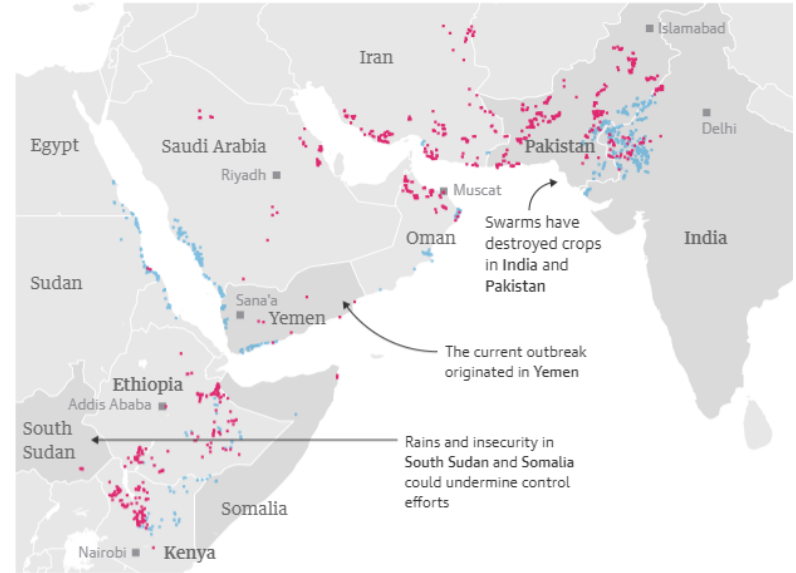 Islamabad
Iran
Delhi
Egypt
Saudi Arabia
Pakistan
Riyadh
Muscat
Swarms have
destroyed crops
in India and
Pakistan
Oman
India
Sudan
Sana'a
Yemen
The current outbreak
originated in Yemen
Ethiopia
Addis Ababa
South
Sudan
Rains and insecurity in
South Sudan and Somalia
could undermine control
efforts
Somalia
Nairobi
Kenya